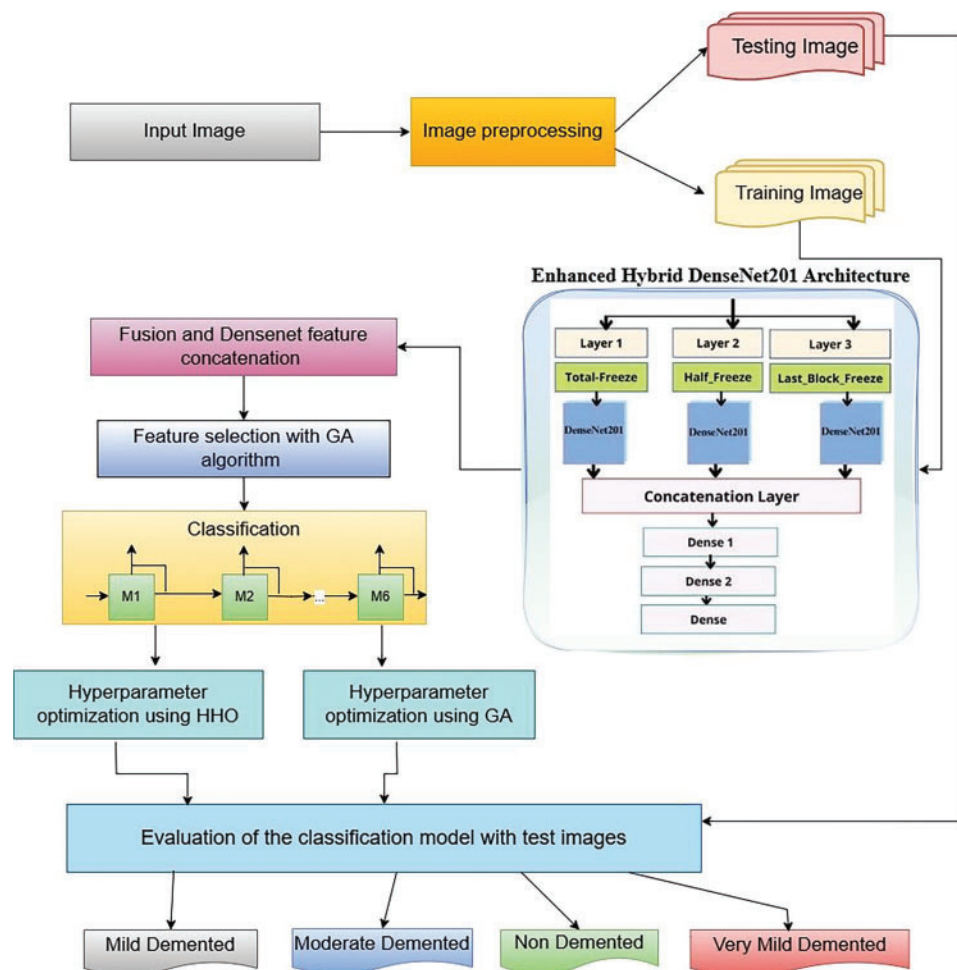 Testing Image
Input Image
Image preprocessing
Training Image
Enhanced Hybrid DenseNet201 Architecture
Layer 1
Layer 2
Layer 3
Total-Freeze
Half_Freeze
Last_Block_Freeze
DenseNet201
DenseNet201
DenseNet201
Concatenation Layer
Dense 1
Dense 2
Dense
Fusion and Densenet feature
concatenation
Feature selection with GA
algorithm
Classification
M1
M2
...
M6
Hyperparameter
optimization using HHO
Hyperparameter
optimization using GA
Evaluation of the classification model with test images
Mild Demented
Moderate Demented
Non Demented
Very Mild Demented